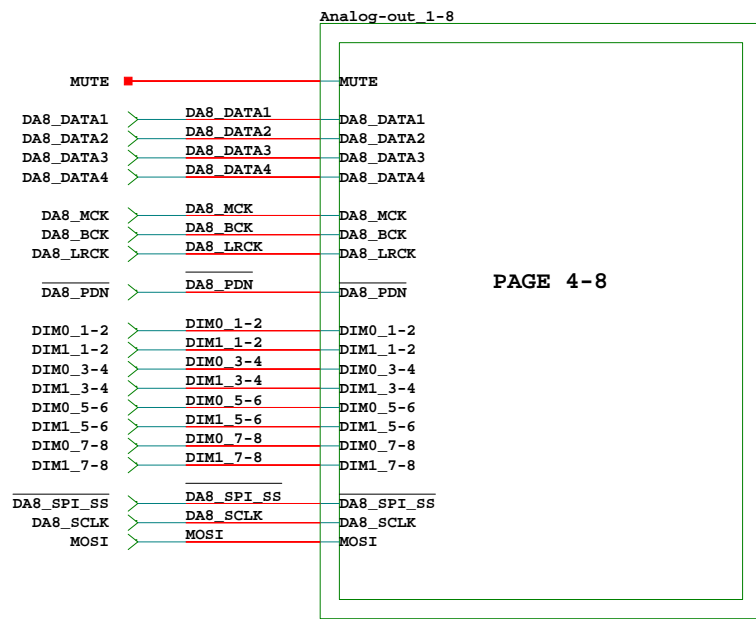 Analog-out_1-8
MUTE MUTE
DA8_DATA1 DA8_DATA1 DA8_DATA1
DA8_DATA2 DA8_DATA2 DA8_DATA2
DA8_DATA3 DA8_DATA3 DA8_DATA3
DA8_DATA4 DA8_DATA4 DA8_DATA4
DA8_MCK DA8_MCK DA8_MCK
DA8_BCK DA8_BCK DA8_BCK
DA8_LRCK DA8_LRCK DA8_LRCK
PAGE 4-8
DA8_PDN DA8_PDN DA8_PDN
DIM0_1-2 DIM0_1-2 DIM0_1-2
DIM1_1-2 DIM1_1-2 DIM1_1-2
DIM0_3-4 DIM0_3-4 DIM0_3-4
DIM1_3-4 DIM1_3-4 DIM1_3-4
DIM0_5-6 DIM0_5-6 DIM0_5-6
DIM1_5-6 DIM1_5-6 DIM1_5-6
DIM0_7-8 DIM0_7-8 DIM0_7-8
DIM1_7-8 DIM1_7-8 DIM1_7-8
DA8_SPI_SS DA8_SPI_SS DA8_SPI_SS
DA8_SCLK DA8_SCLK DA8_SCLK
MOSI MOSI MOSI